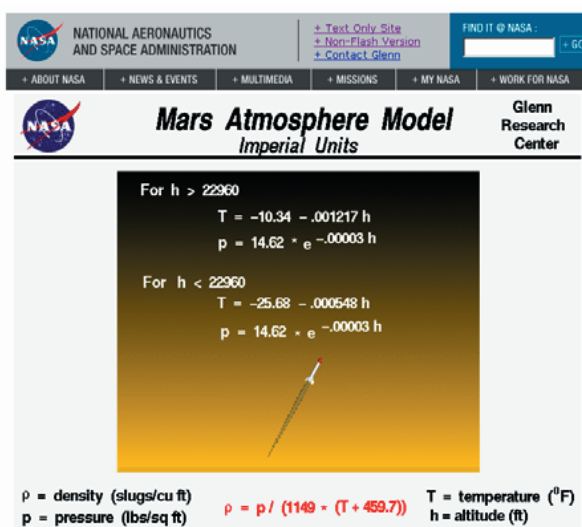 NASA
NATIONAL AERONAUTICS
AND SPACE ADMINISTRATION
+ Text Only Site
+ Non-Flash Version
+ Contact Glenn
FIND IT @ NASA :
+ GO
+ ABOUT NASA + NEWS & EVENTS + MULTIMEDIA + MISSIONS + MY NASA + WORK FOR NASA
NASA
Mars Atmosphere Model
Imperial Units
Glenn
Research
Center
For h > 22960
T = -10.34 - .001217 h
p = 14.62 * e -.00003 h
For h < 22960
T = -25.68 - .000548 h
p = 14.62 * e -.00003 h
ρ = density (slugs/cu ft)
p = pressure (lbs/sq ft)
ρ = p / (1149 * (T + 459.7))
T = temperature (⁰F)
h = altitude (ft)